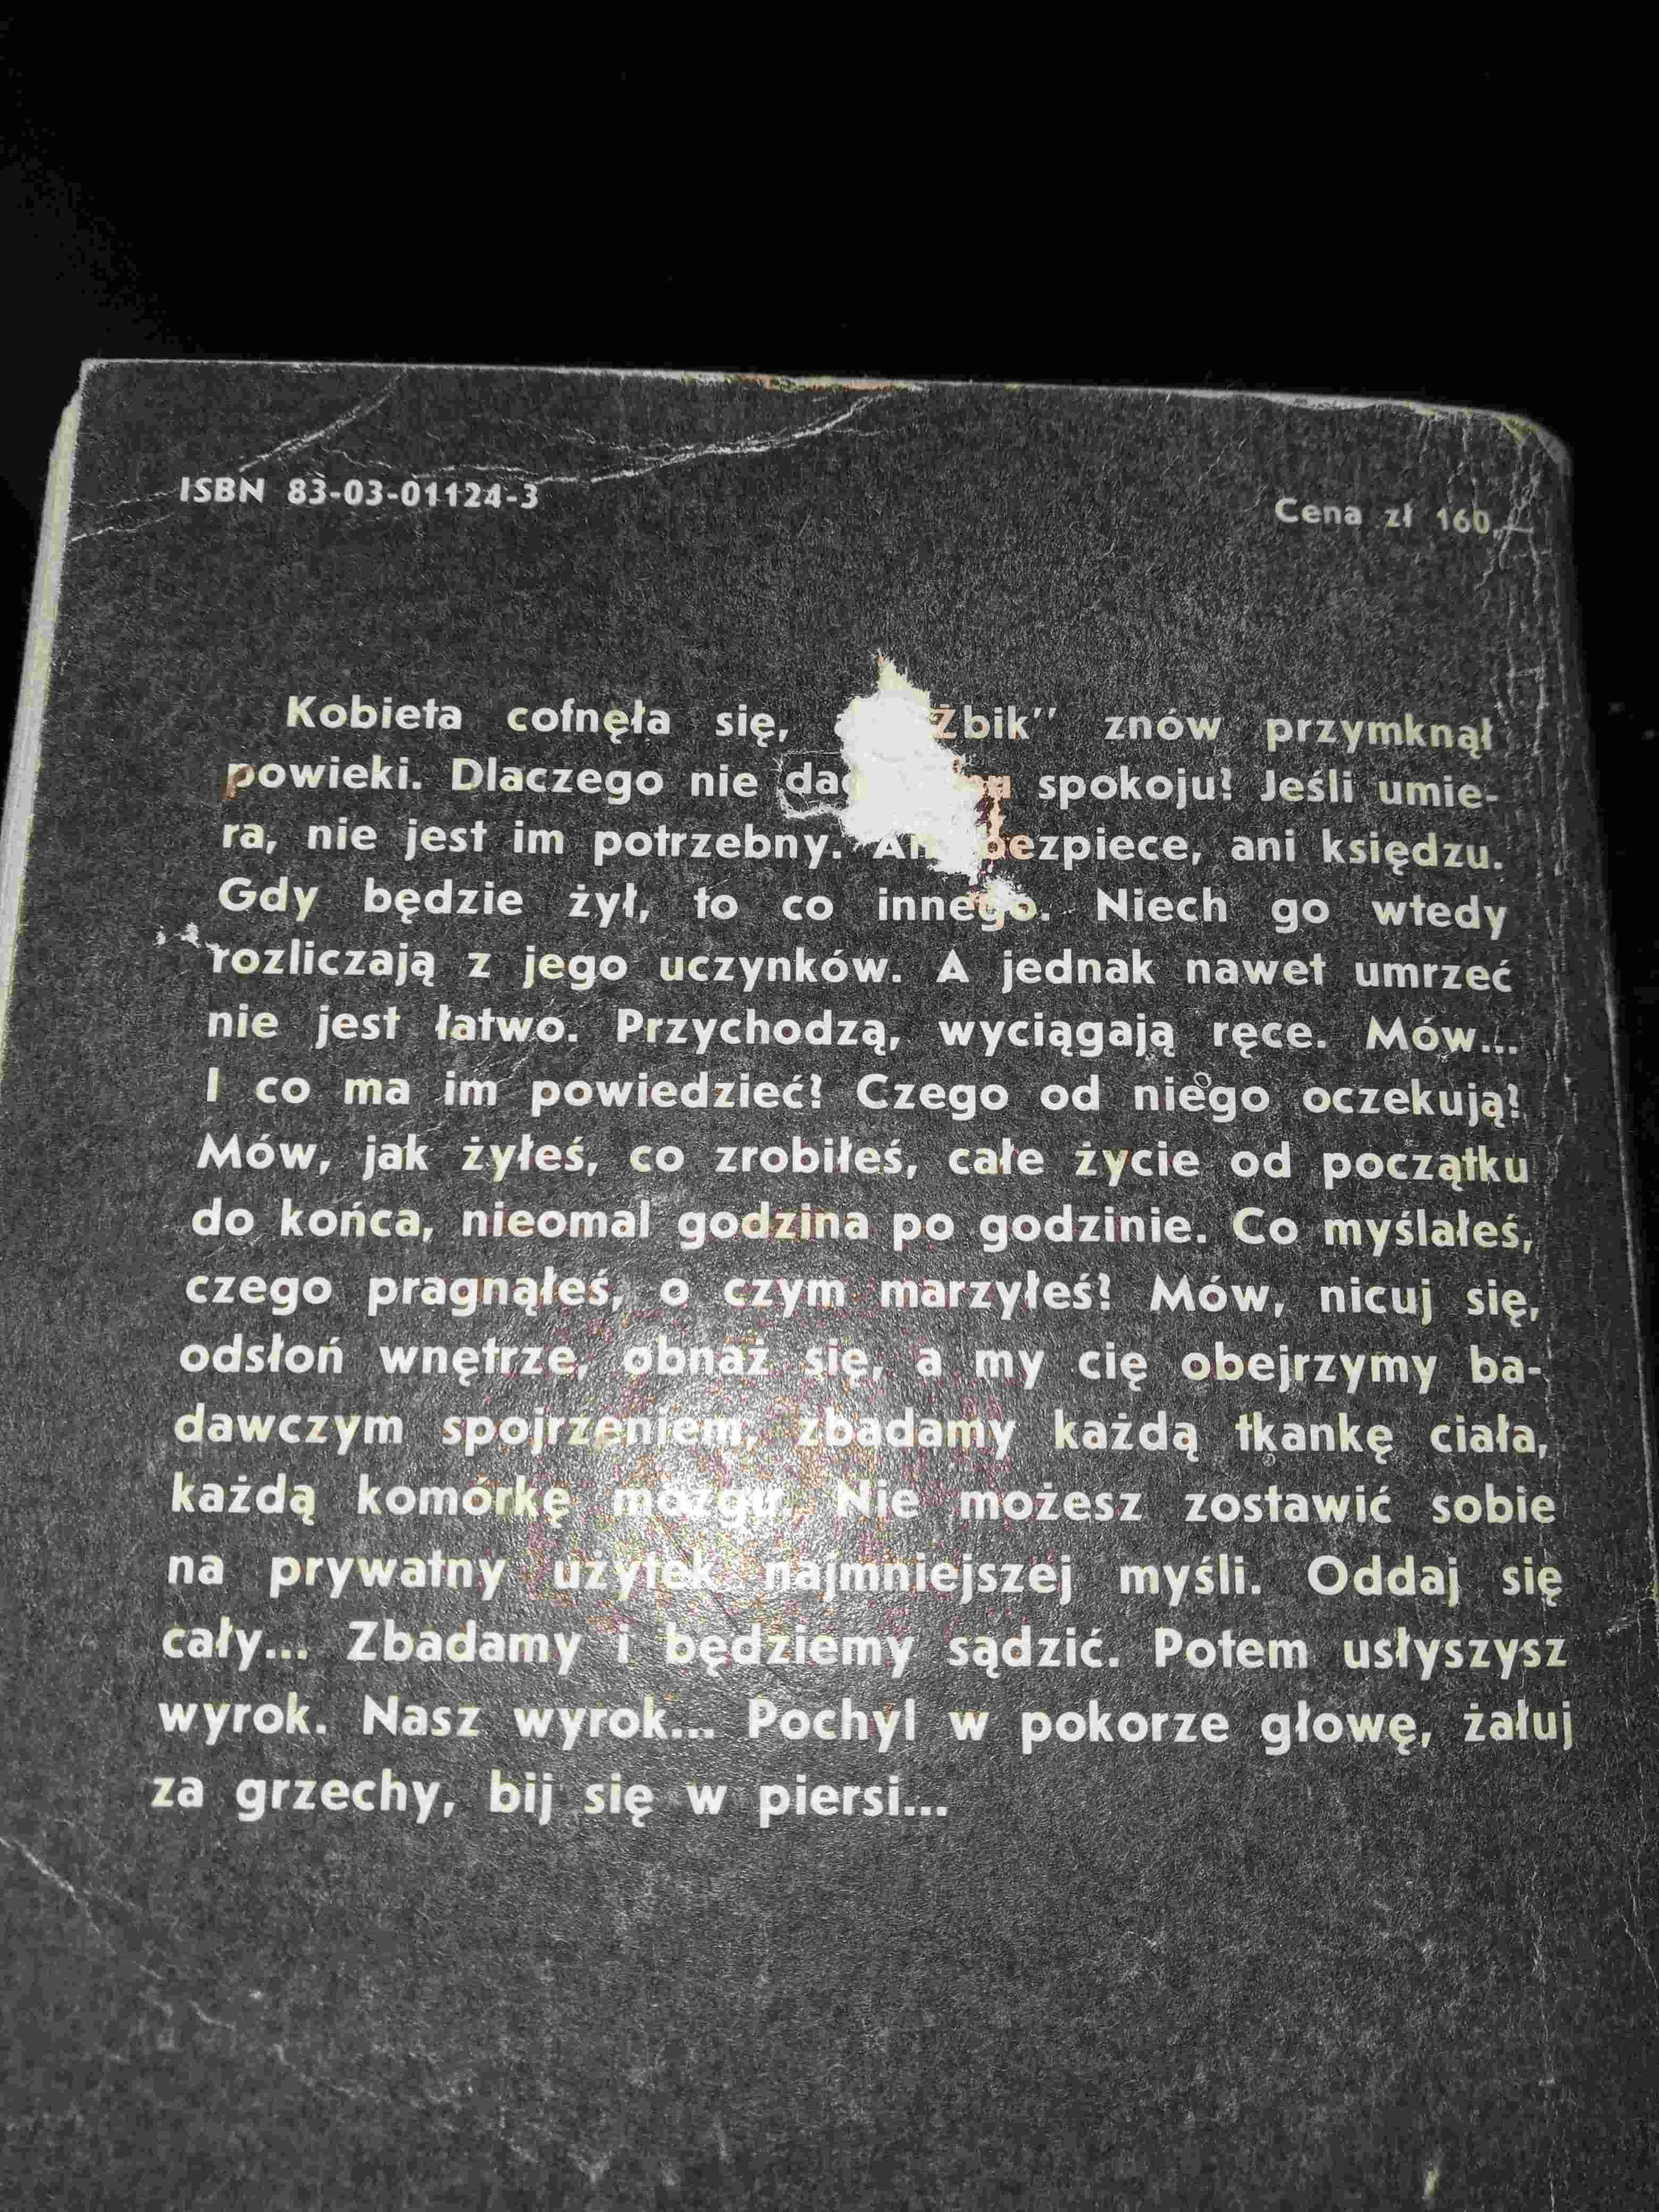 ISBN 83-03-01124-3
Cena zł 160,—
Kobieta cofnęła się, Żbik” znów przymknął
powieki. Dlaczego nie spokoju? Jeśli umie-
ra, nie jest im potrzebny. Ani bezpiece, ani księdzu.
Gdy będzie żył, to co innego. Niech go wtedy
rozliczają z jego uczynków. A jednak nawet umrzeć
nie jest łatwo. Przychodzą, wyciągają ręce. Mów...
I co ma im powiedzieć? Czego od niego oczekują?
Mów, jak żyłeś, co zrobiłeś, całe życie od początku
do końca, nieomal godzina po godzinie. Co myślałeś,
czego pragnąłeś, o czym marzyłeś? Mów, nicuj się,
odsłoń wnętrze, obnaż się, a my cię obejrzymy ba-
dawczym spojrzeniem, zbadamy każdą tkankę ciała,
każdą komórkę mózgu. Nie możesz zostawić sobie
na prywatny użytek najmniejszej myśli. Oddaj się
cały... Zbadamy i będziemy sądzić. Potem usłyszysz
wyrok. Nasz wyrok... Pochyl w pokorze głowę, żałuj
za grzechy, bij się w piersi...